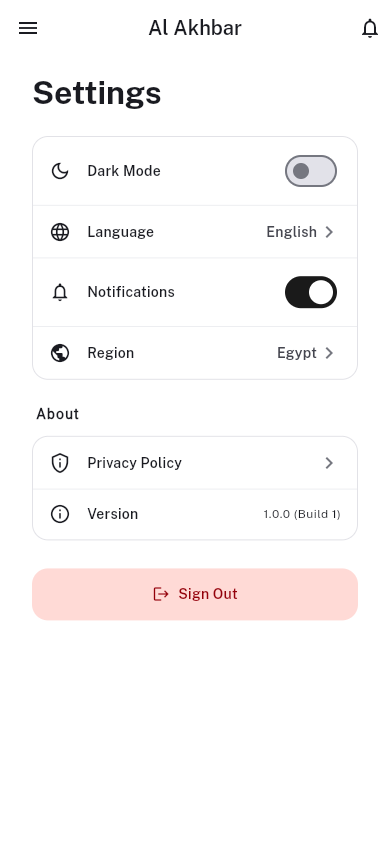 Al Akhbar
Settings
Dark Mode
Language English
Notifications
Region Egypt
About
Privacy Policy
Version 1.0.0 (Build 1)
Sign Out